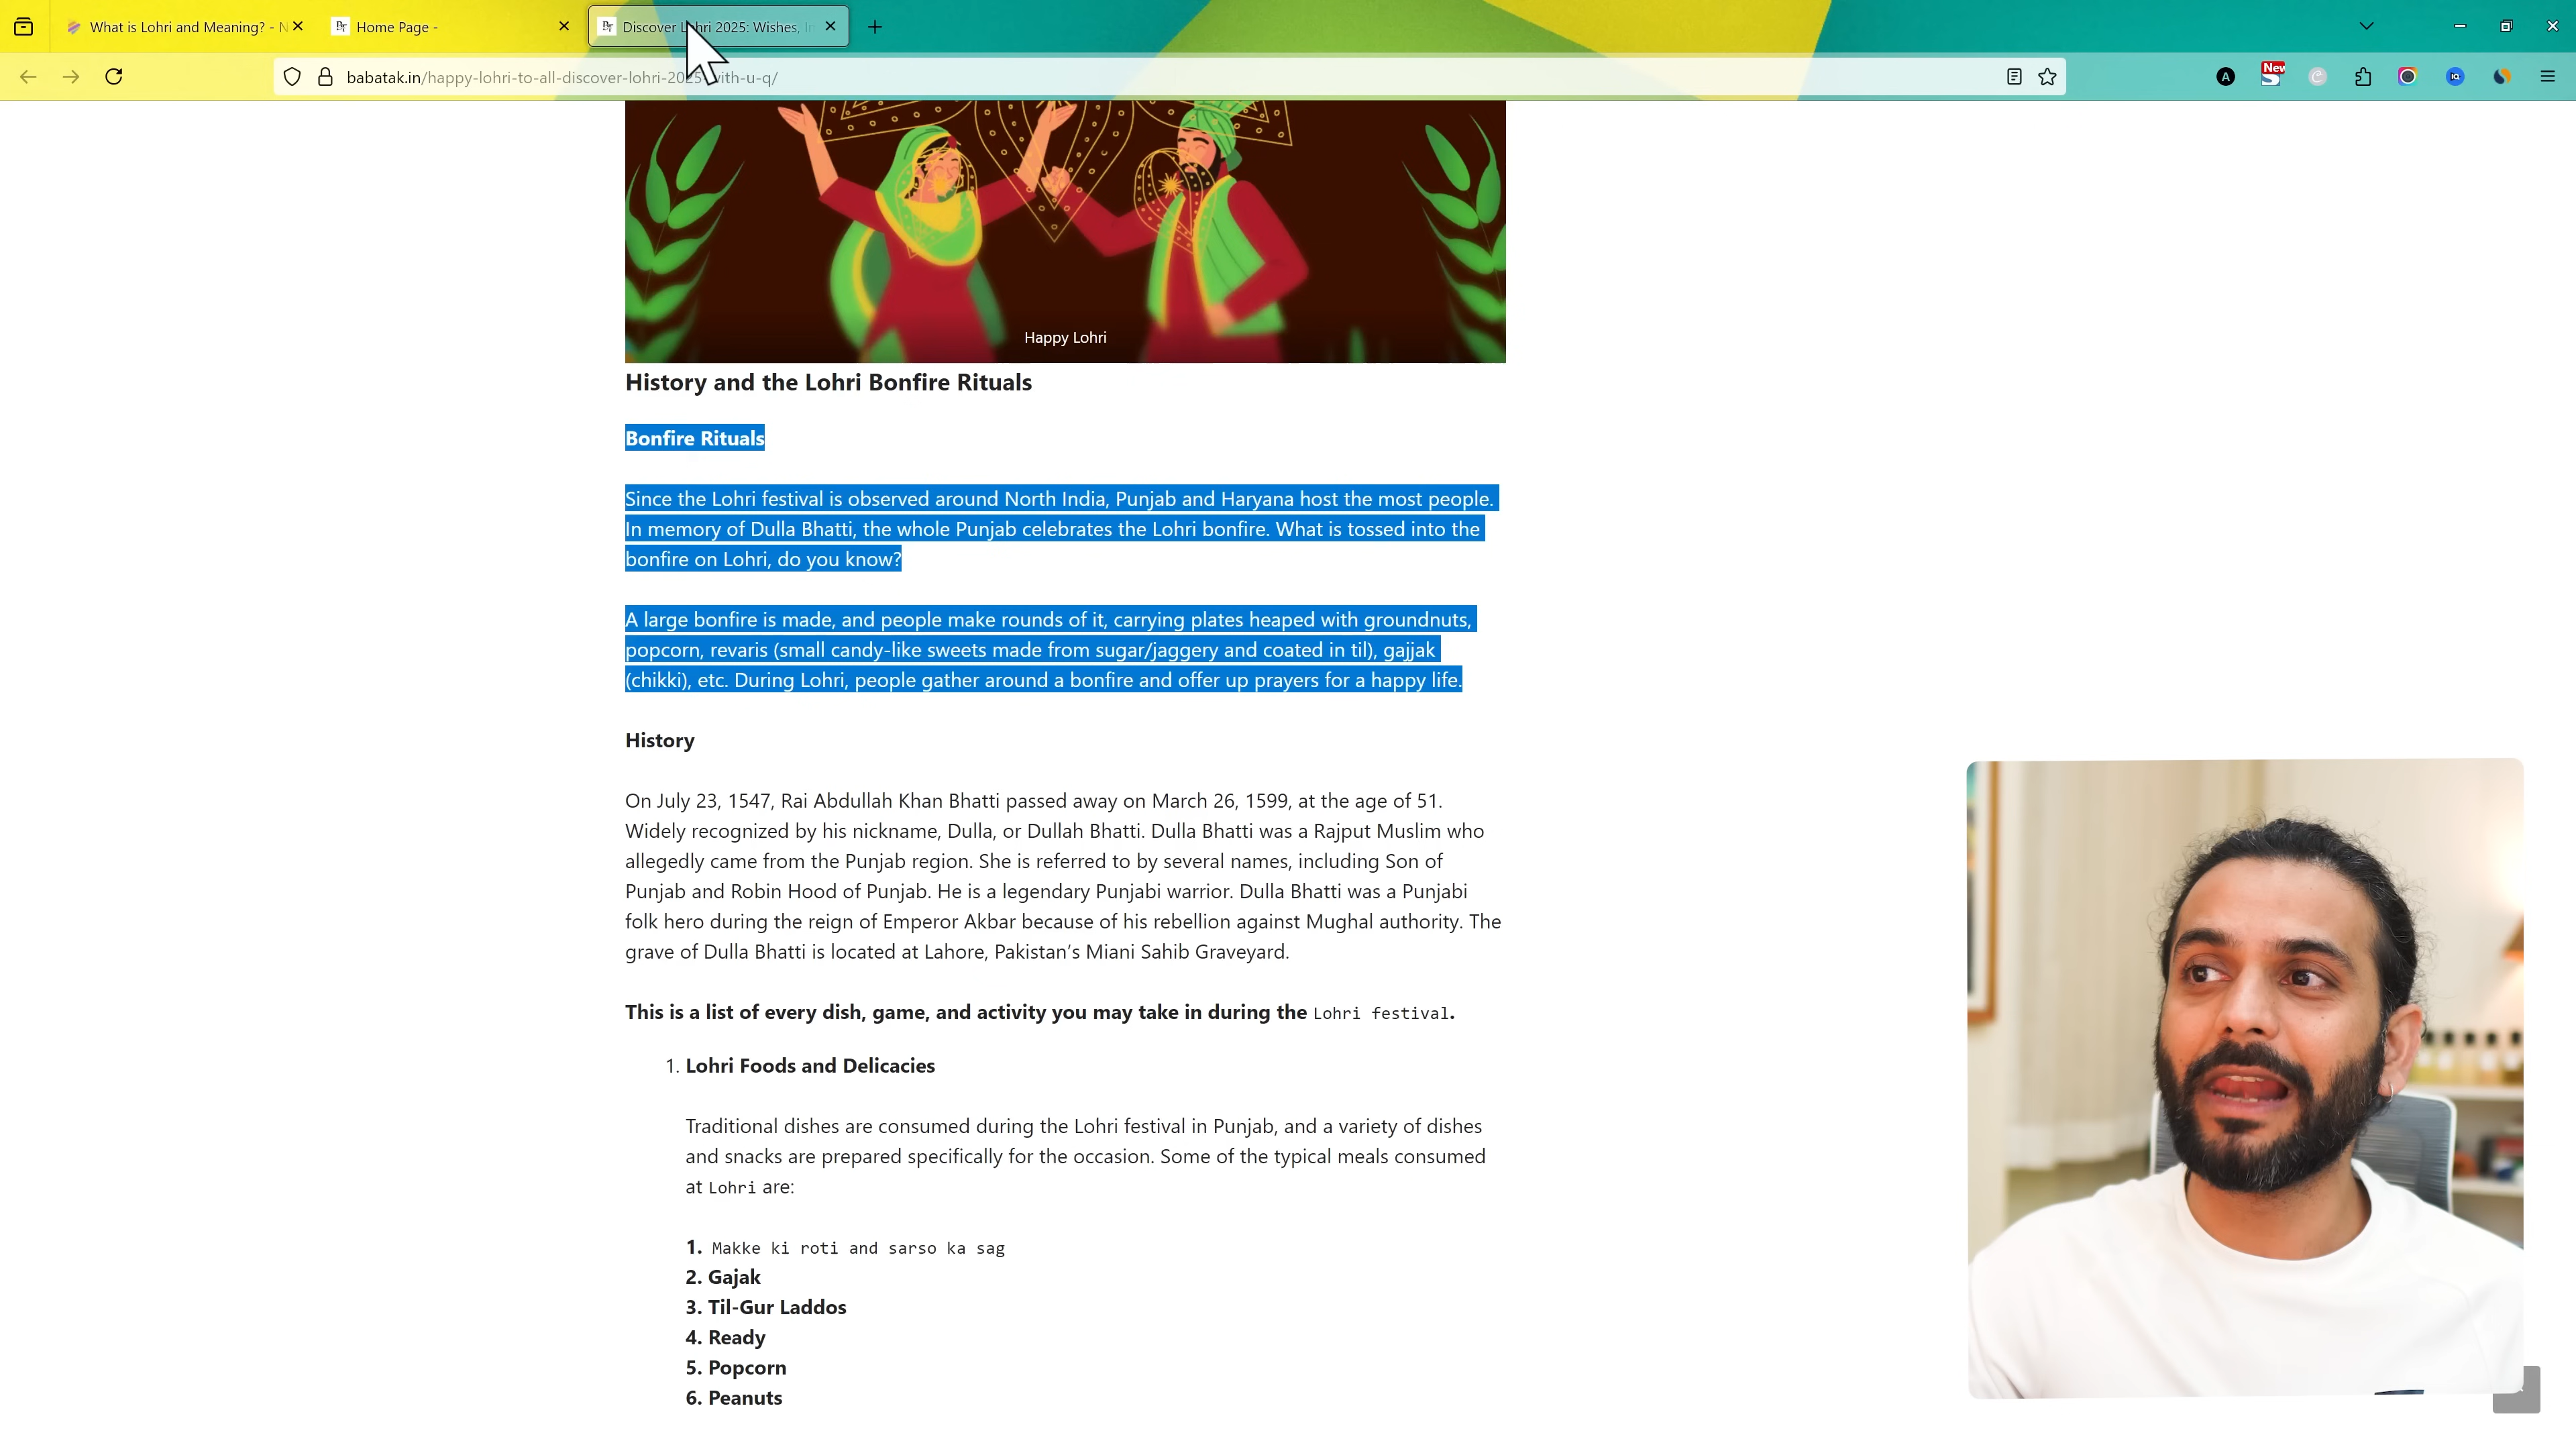 What is Lohri and Meaning? - N
Home Page -
Discover Lohri 2025: Wishes, I
babatak.in/happy-lohri-to-all-discover-lohri-2025-with-u-q/
New
A
IQ
Happy Lohri
History and the Lohri Bonfire Rituals
Bonfire Rituals
Since the Lohri festival is observed around North India, Punjab and Haryana host the most people.
In memory of Dulla Bhatti, the whole Punjab celebrates the Lohri bonfire. What is tossed into the
bonfire on Lohri, do you know?
A large bonfire is made, and people make rounds of it, carrying plates heaped with groundnuts,
popcorn, revaris (small candy-like sweets made from sugar/jaggery and coated in til), gajjak
(chikki), etc. During Lohri, people gather around a bonfire and offer up prayers for a happy life.
History
On July 23, 1547, Rai Abdullah Khan Bhatti passed away on March 26, 1599, at the age of 51.
Widely recognized by his nickname, Dulla, or Dullah Bhatti. Dulla Bhatti was a Rajput Muslim who
allegedly came from the Punjab region. She is referred to by several names, including Son of
Punjab and Robin Hood of Punjab. He is a legendary Punjabi warrior. Dulla Bhatti was a Punjabi
folk hero during the reign of Emperor Akbar because of his rebellion against Mughal authority. The
grave of Dulla Bhatti is located at Lahore, Pakistan’s Miani Sahib Graveyard.
This is a list of every dish, game, and activity you may take in during the Lohri festival.
1. Lohri Foods and Delicacies
Traditional dishes are consumed during the Lohri festival in Punjab, and a variety of dishes
and snacks are prepared specifically for the occasion. Some of the typical meals consumed
at Lohri are:
1. Makke ki roti and sarso ka sag
2. Gajak
3. Til-Gur Laddos
4. Ready
5. Popcorn
6. Peanuts